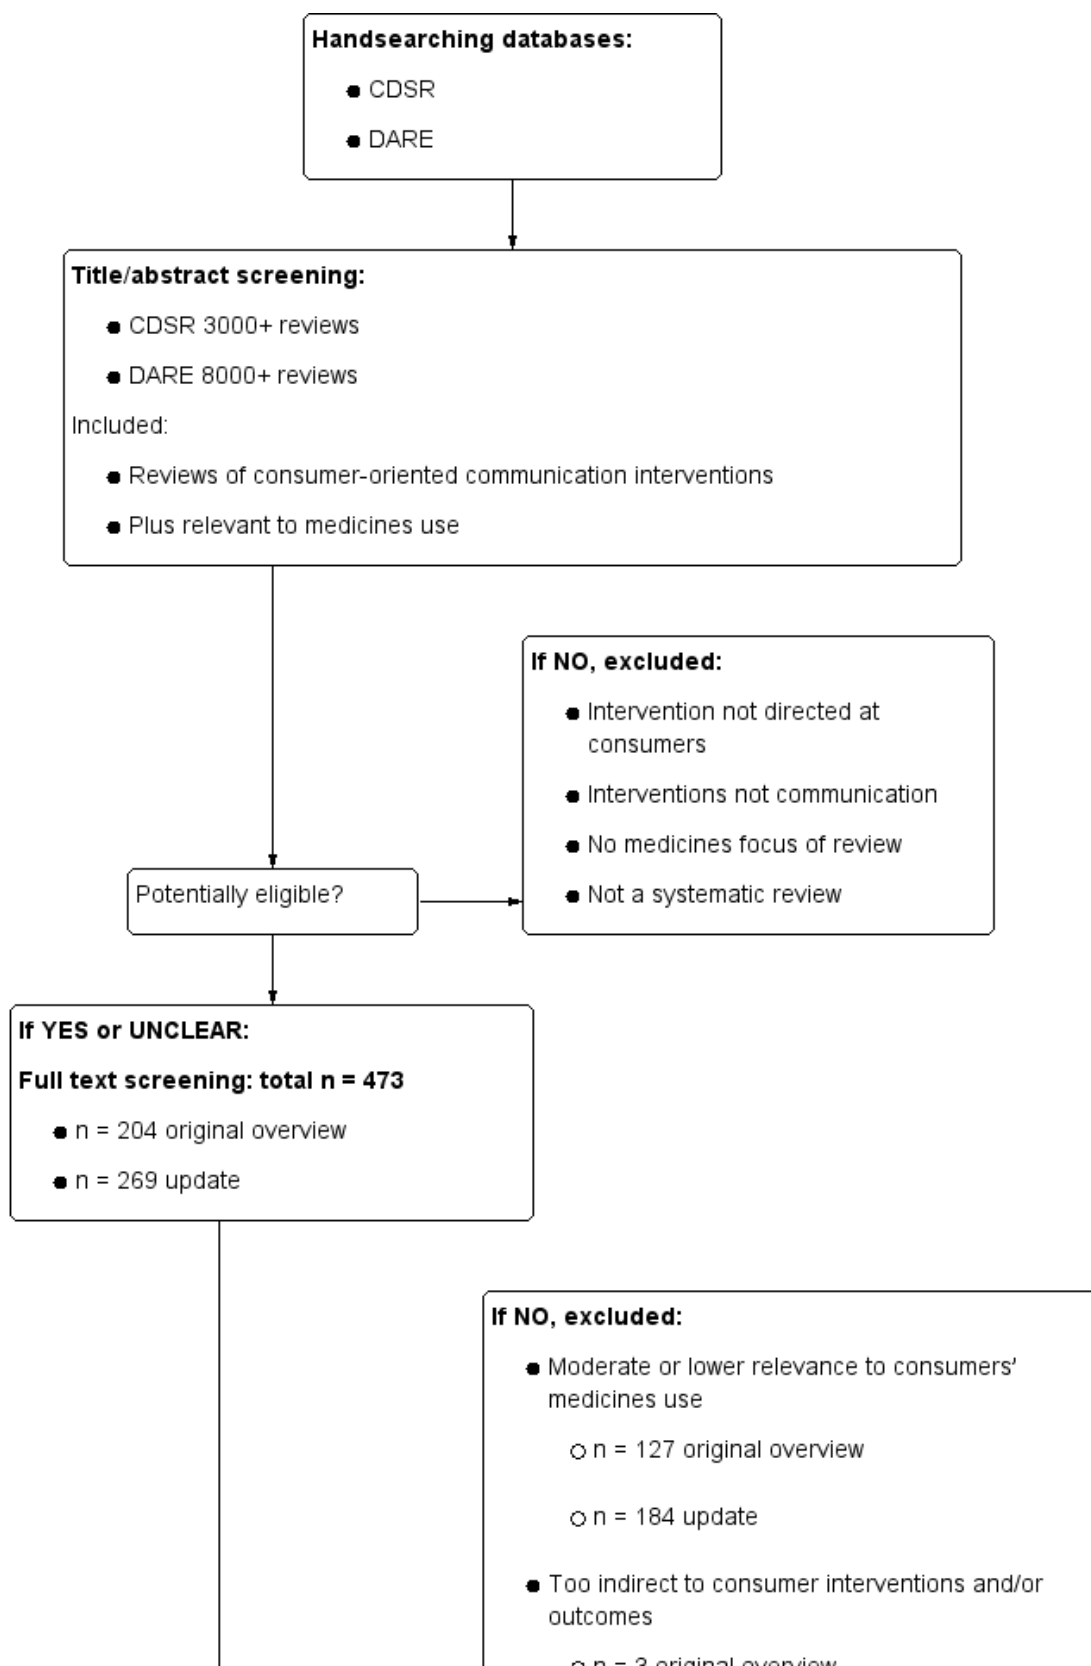 Handsearching databases:
● CDSR
● DARE
Title/abstract screening:
● CDSR 3000+ reviews
● DARE 8000+ reviews
Included:
● Reviews of consumer-oriented communication interventions
● Plus relevant to medicines use
If NO, excluded:
● Intervention not directed at
consumers
● Interventions not communication
● No medicines focus of review
● Not a systematic review
Potentially eligible?
If YES or UNCLEAR:
Full text screening: total n = 473
● n = 204 original overview
● n = 269 update
If NO, excluded:
● Moderate or lower relevance to consumers'
medicines use
○ n = 127 original overview
○ n = 184 update
● Too indirect to consumer interventions and/or
outcomes
○ n = 3 original overview